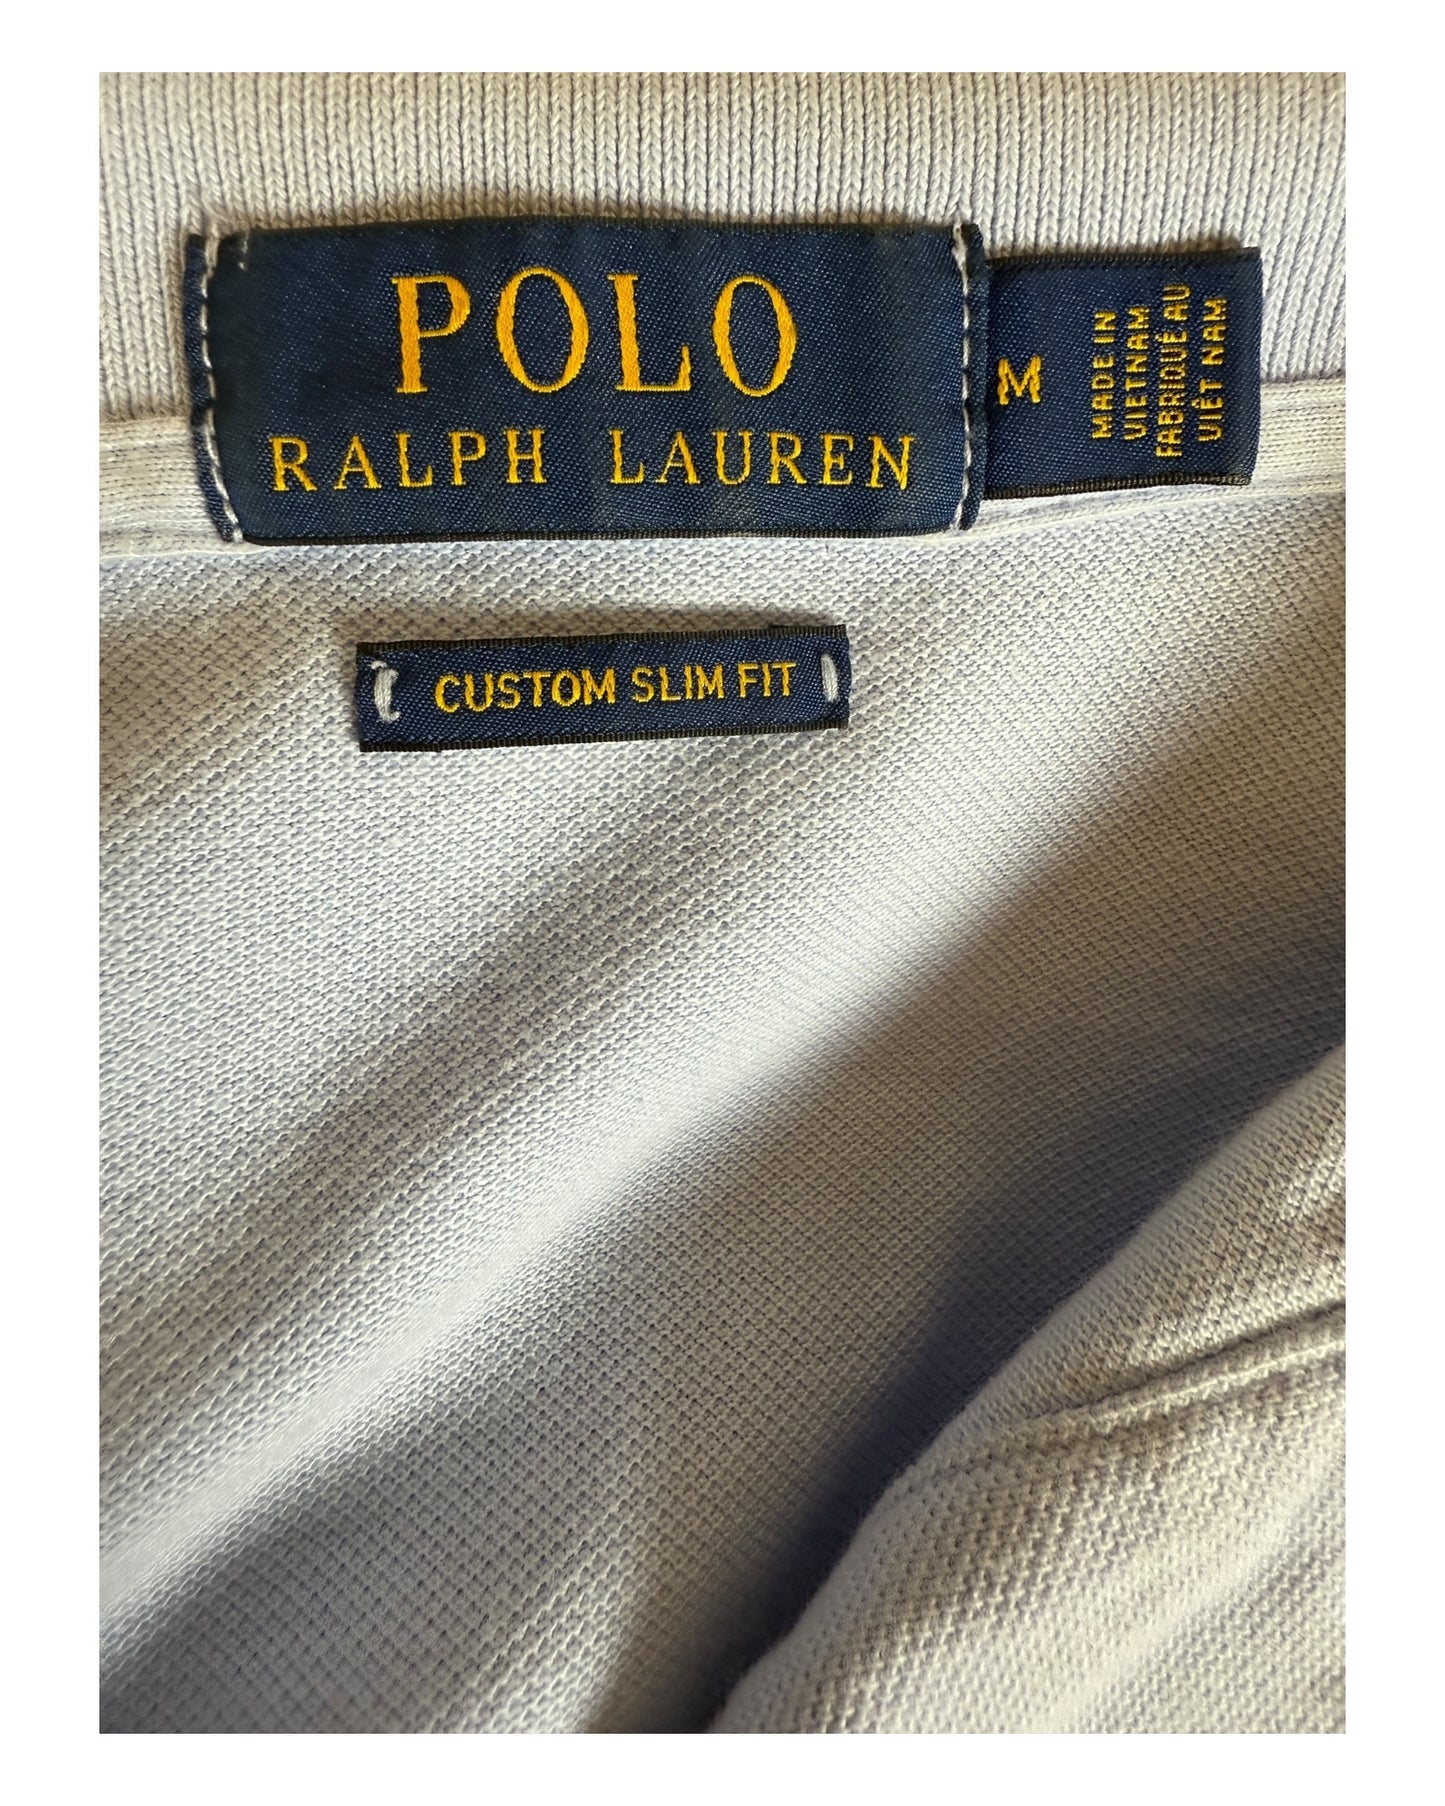 POLO
RALPH LAUREN
M
MADE IN
VIETNAM
FABRIQUÉ AU
VIÊT NAM
CUSTOM SLIM FIT